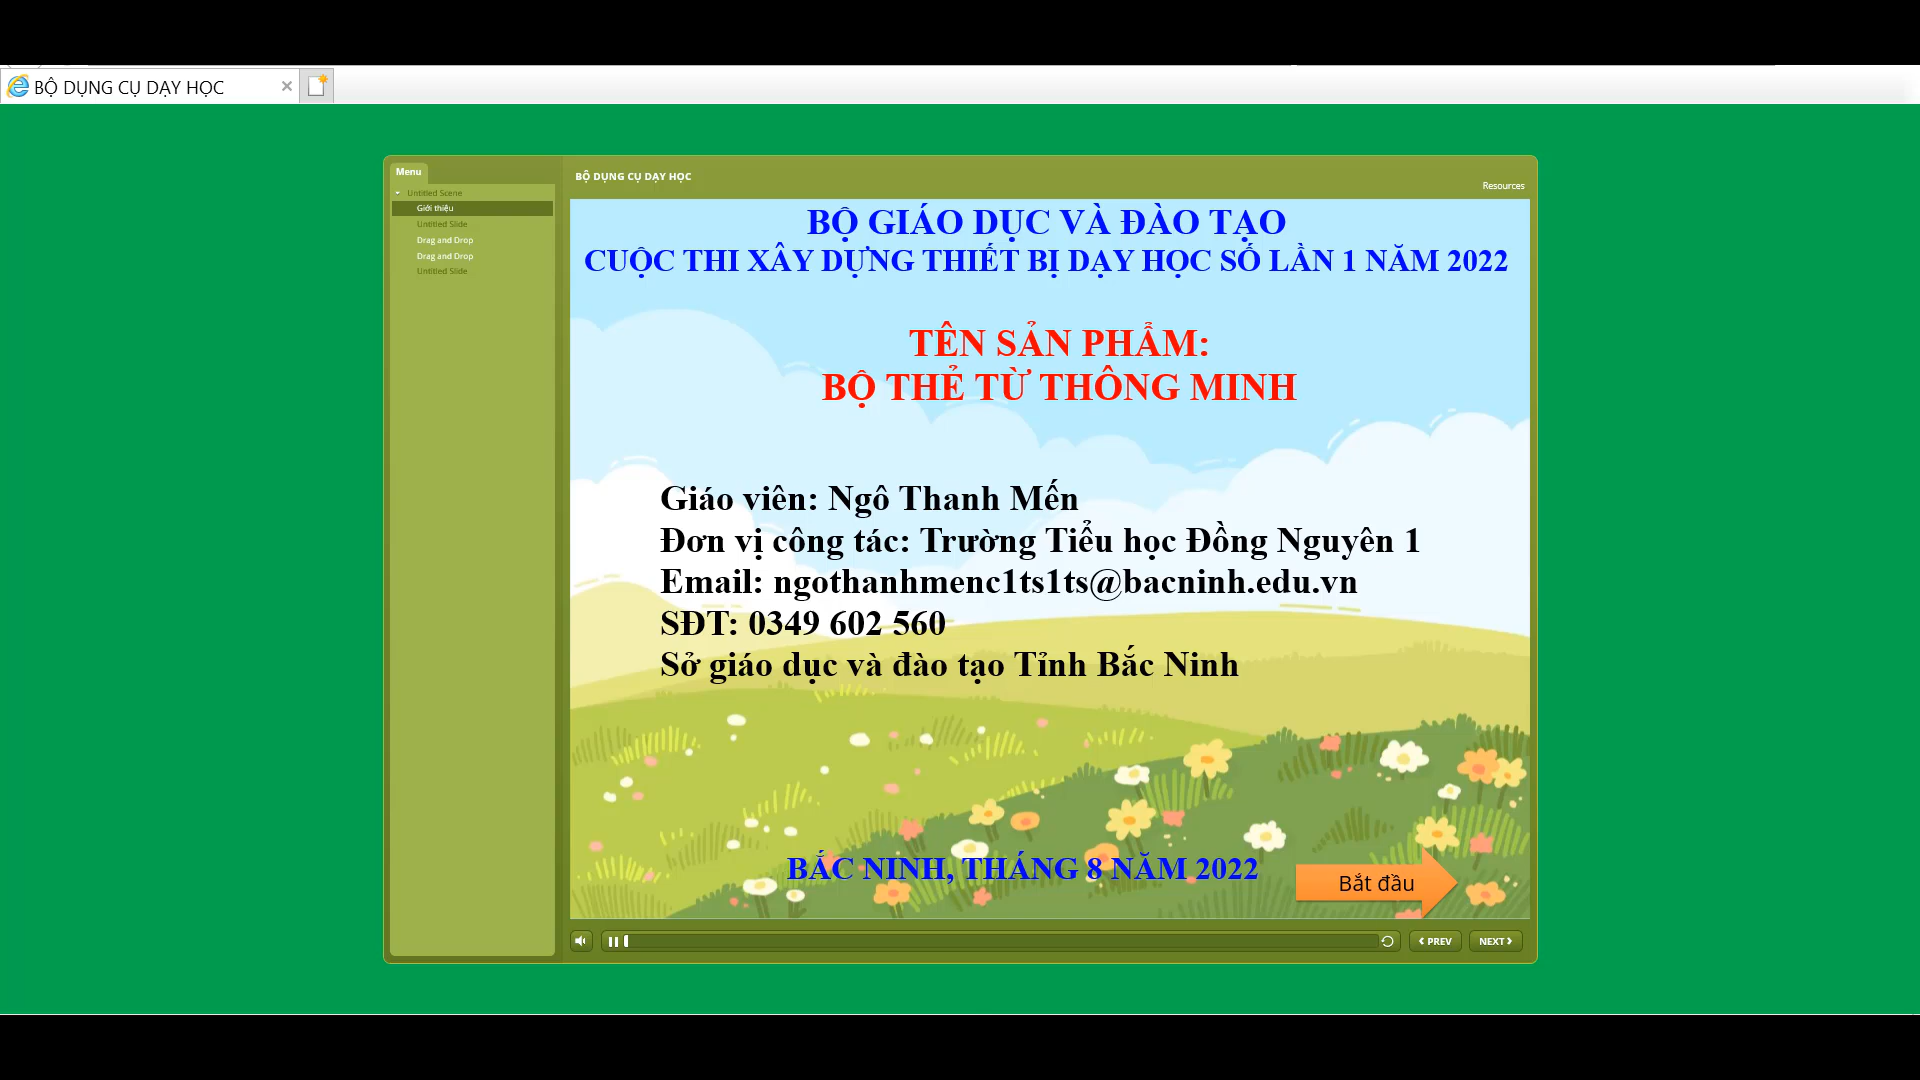 BỘ DỤNG CỤ DẠY HỌC
Menu
Untitled Scene
Giới thiệu
Untitled Slide
Drag and Drop
Drag and Drop
Untitled Slide
BỘ DỤNG CỤ DẠY HỌC
Resources
BỘ GIÁO DỤC VÀ ĐÀO TẠO
CUỘC THI XÂY DỰNG THIẾT BỊ DẠY HỌC SỐ LẦN 1 NĂM 2022
TÊN SẢN PHẨM:
BỘ THẺ TỪ THÔNG MINH
Giáo viên: Ngô Thanh Mến
Đơn vị công tác: Trường Tiểu học Đồng Nguyên 1
Email: ngothanhmenc1ts1ts@bacninh.edu.vn
SĐT: 0349 602 560
Sở giáo dục và đào tạo Tỉnh Bắc Ninh
BẮC NINH, THÁNG 8 NĂM 2022
Bắt đầu
PREV
NEXT